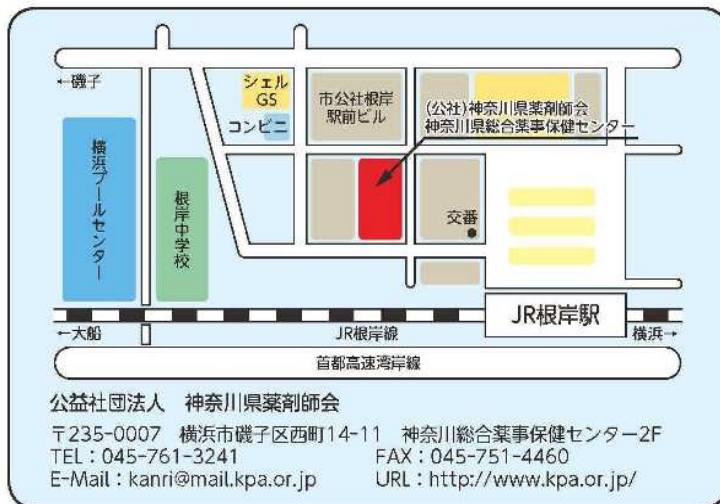 ←磯子
シェル
GS
コンビニ
市公社根岸
駅前ビル
(公社)神奈川県薬剤師会
神奈川県総合薬事保健センター
横浜プールセンター
根岸中学校
交番
JR根岸駅
←大船
JR根岸線
横浜→
首都高速湾岸線
公益社団法人 神奈川県薬剤師会
〒235-0007 横浜市磯子区西町14-11 神奈川総合薬事保健センター2F
TEL：045-761-3241 FAX：045-751-4460
E-Mail：kanri@mail.kpa.or.jp URL：http://www.kpa.or.jp/